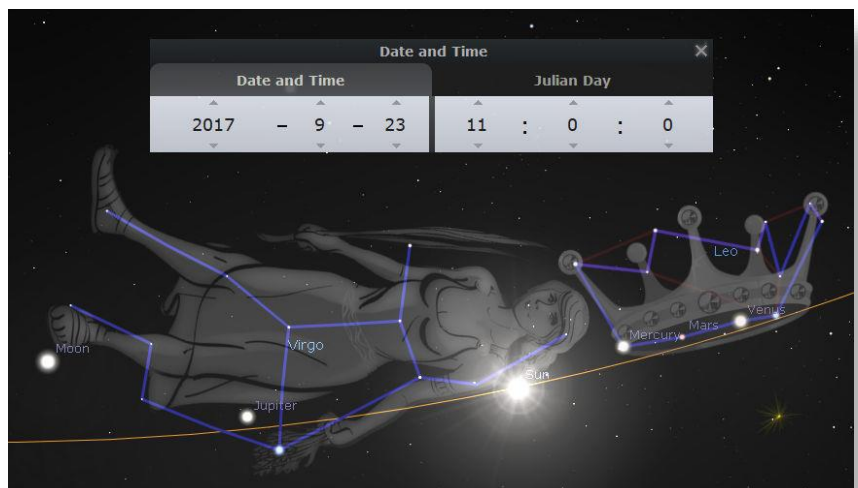 Date and Time
Date and Time Julian Day
2017 – 9 – 23 11 : 0 : 0
Leo
Venus
Mars
Mercury
Virgo
Moon
Sun
Jupiter